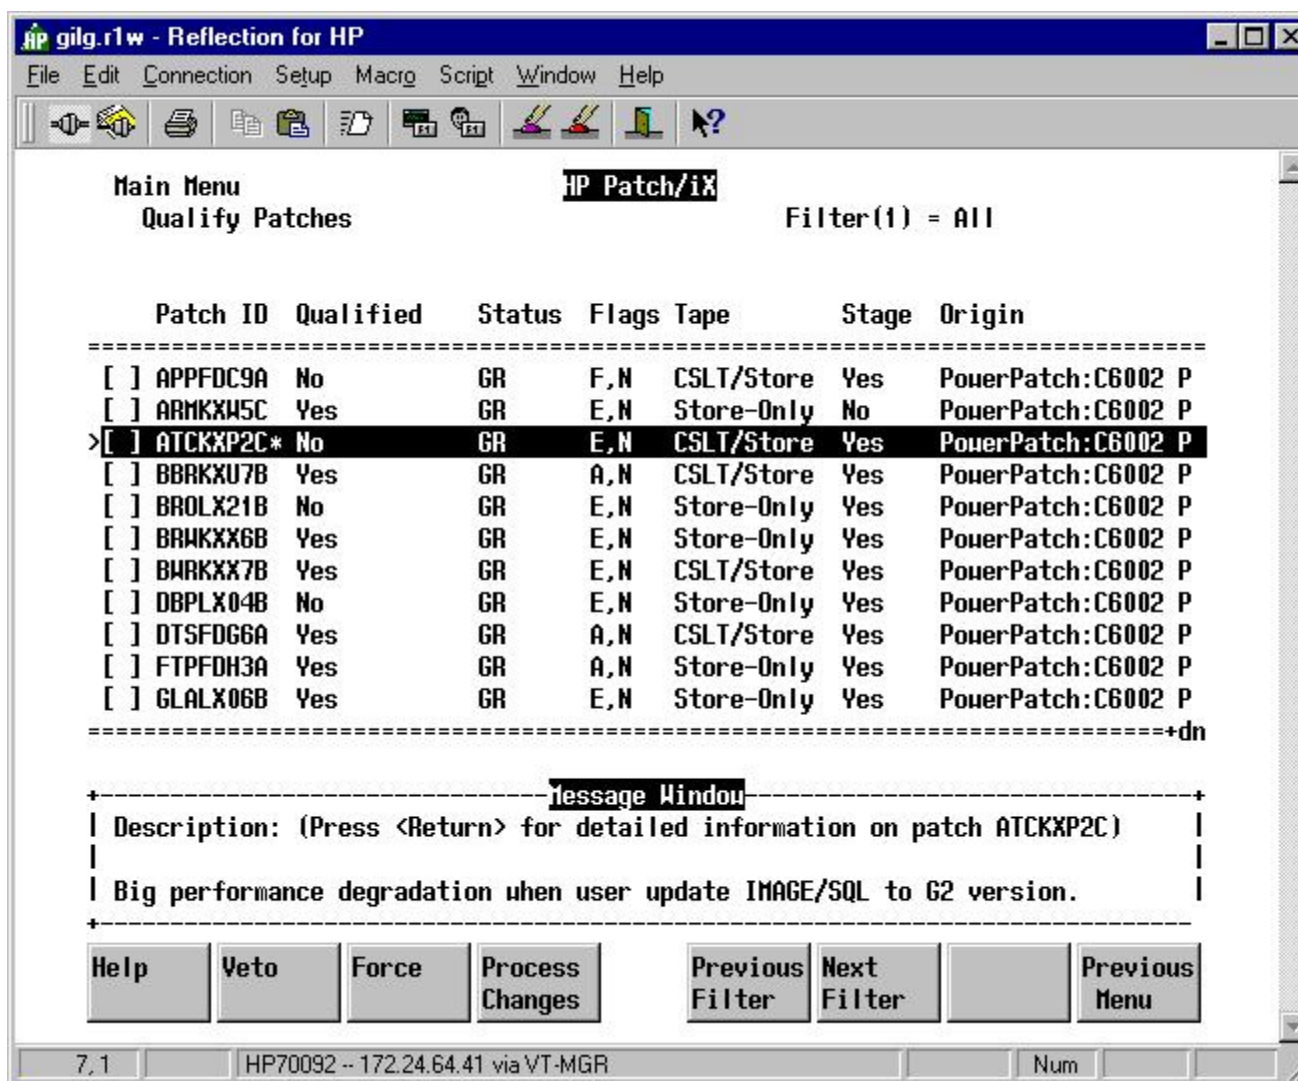 gilg.r1w - Reflection for HP
File Edit Connection Setup Macro Script Window Help
Main Menu HP Patch/iX
Qualify Patches Filter(1) = All
Patch ID Qualified Status Flags Tape Stage Origin
================================================================================
[ ] APPFDC9A No GR F,N CSLT/Store Yes PowerPatch:C6002 P
[ ] ARMKXW5C Yes GR E,N Store-Only No PowerPatch:C6002 P
>[ ] ATCKXP2C* No GR E,N CSLT/Store Yes PowerPatch:C6002 P
[ ] BBRKXU7B Yes GR A,N CSLT/Store Yes PowerPatch:C6002 P
[ ] BROLX21B No GR E,N Store-Only Yes PowerPatch:C6002 P
[ ] BRWKXX6B Yes GR E,N Store-Only Yes PowerPatch:C6002 P
[ ] BWRKXX7B Yes GR E,N CSLT/Store Yes PowerPatch:C6002 P
[ ] DBPLX04B No GR E,N Store-Only Yes PowerPatch:C6002 P
[ ] DTSFDG6A Yes GR A,N CSLT/Store Yes PowerPatch:C6002 P
[ ] FTPFDH3A Yes GR A,N Store-Only Yes PowerPatch:C6002 P
[ ] GLALX06B Yes GR E,N Store-Only Yes PowerPatch:C6002 P
=============================================================================+dn
Message Window
Description: (Press <Return> for detailed information on patch ATCKXP2C)
Big performance degradation when user update IMAGE/SQL to G2 version.
Help Veto Force Process Previous Next Previous
Changes Filter Filter Menu
7, 1 HP70092 -- 172.24.64.41 via VT-MGR Num